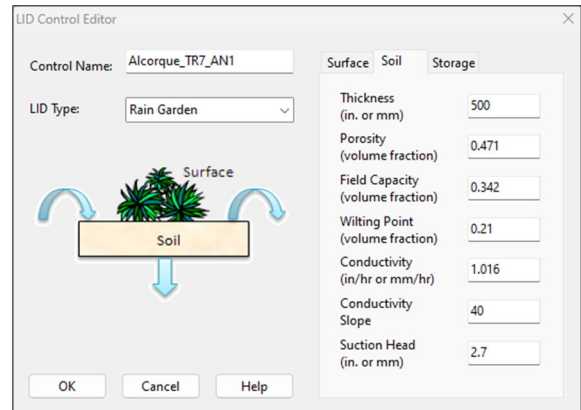 LID Control Editor
Control Name: Alcorque_TR7_AN1
LID Type: Rain Garden
Surface
Soil
OK Cancel Help
Surface Soil Storage
Thickness
(in. or mm) 500
Porosity
(volume fraction) 0.471
Field Capacity
(volume fraction) 0.342
Wilting Point
(volume fraction) 0.21
Conductivity
(in/hr or mm/hr) 1.016
Conductivity
Slope 40
Suction Head
(in. or mm) 2.7